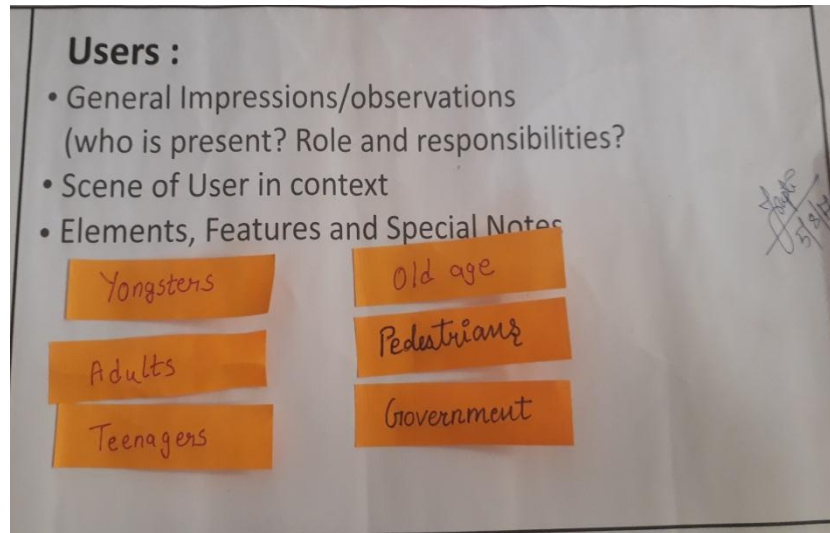 Users :
• General Impressions/observations
(who is present? Role and responsibilities?
• Scene of User in context
• Elements, Features and Special Notes
Yongsters
Adults
Teenagers
Old age
Pedestrians
Government